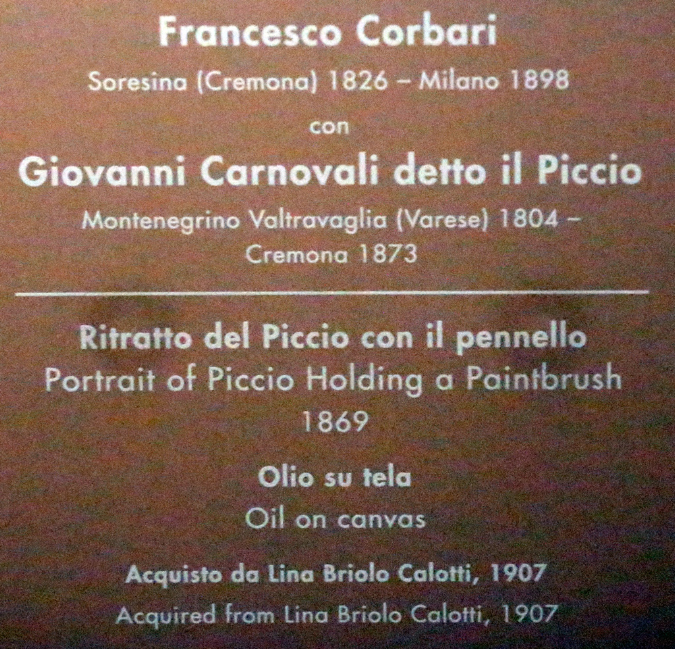 Francesco Corbari
Soresina (Cremona) 1826 – Milano 1898
con
Giovanni Carnovali detto il Piccio
Montenegrino Valtravaglia (Varese) 1804 –
Cremona 1873
Ritratto del Piccio con il pennello
Portrait of Piccio Holding a Paintbrush
1869
Olio su tela
Oil on canvas
Acquisto da Lina Briolo Calotti, 1907
Acquired from Lina Briolo Calotti, 1907